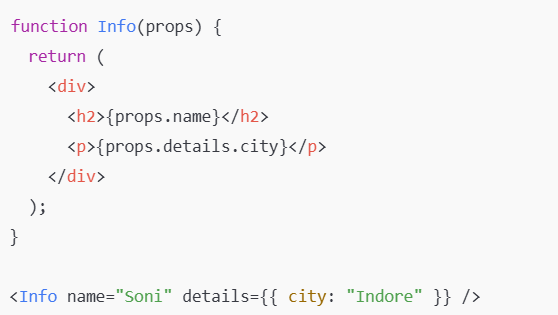 function Info(props) {
  return (
    <div>
      <h2>{props.name}</h2>
      <p>{props.details.city}</p>
    </div>
  );
}

<Info name="Soni" details={{ city: "Indore" }} />